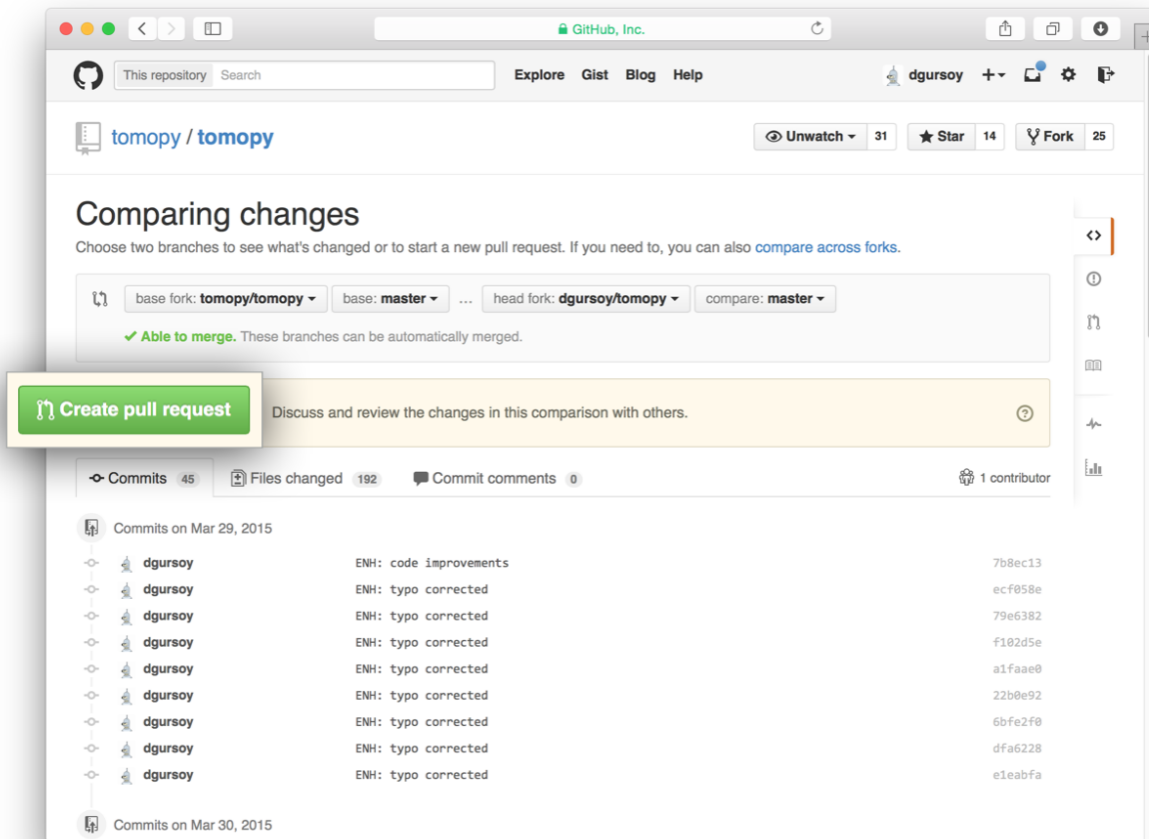 GitHub, Inc.
This repository Search Explore Gist Blog Help dgursoy
tomopy / tomopy Unwatch 31 Star 14 Fork 25
Comparing changes
Choose two branches to see what's changed or to start a new pull request. If you need to, you can also compare across forks.
base fork: tomopy/tomopy base: master ... head fork: dgursoy/tomopy compare: master
Able to merge. These branches can be automatically merged.
Create pull request Discuss and review the changes in this comparison with others.
Commits 45 Files changed 192 Commit comments 0 1 contributor
Commits on Mar 29, 2015
dgursoy ENH: code improvements 7b8ec13
dgursoy ENH: typo corrected ecf058e
dgursoy ENH: typo corrected 79e6382
dgursoy ENH: typo corrected f102d5e
dgursoy ENH: typo corrected a1faae0
dgursoy ENH: typo corrected 22b0e92
dgursoy ENH: typo corrected 6bfe2f0
dgursoy ENH: typo corrected dfa6228
dgursoy ENH: typo corrected e1eabfa
Commits on Mar 30, 2015